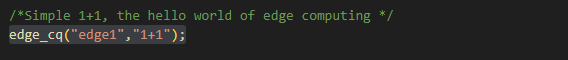 /*Simple 1+1, the hello world of edge computing */
edge_cq("edge1","1+1");